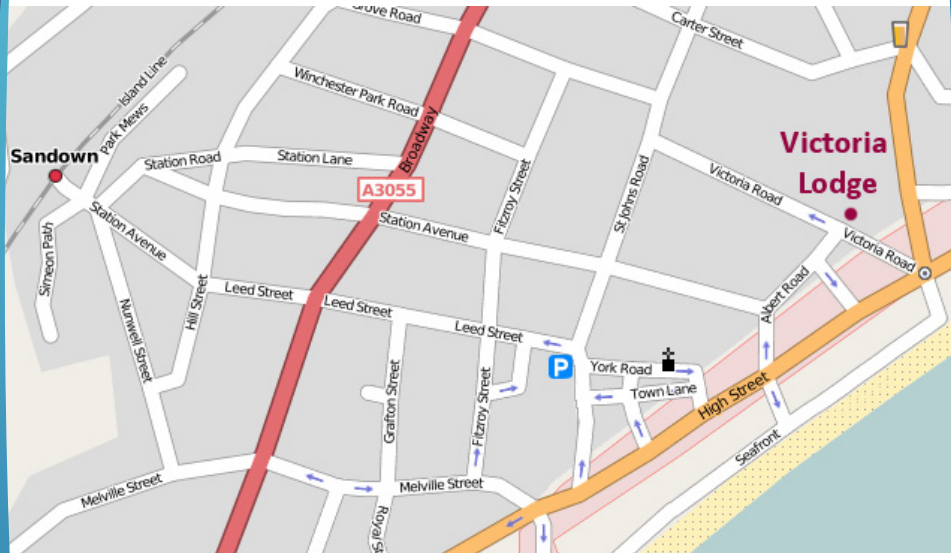 Grove Road
Carter Street
Island Line
Park Mews
Winchester Park Road
Broadway
Sandown
Station Road
Station Lane
Victoria
Lodge
A3055
Fitzroy Street
St Johns Road
Victoria Road
Station Avenue
Station Avenue
Victoria Road
Simeon Path
Hill Street
Leed Street
Leed Street
Leed Street
Albert Road
Nunwell Street
P
York Road
Town Lane
High Street
Grafton Street
Fitzroy Street
Seafront
Melville Street
Melville Street
Royal St